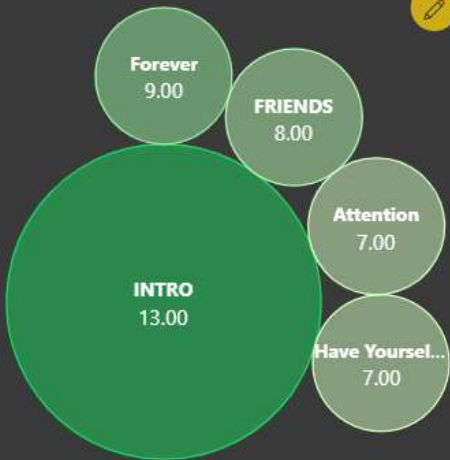 Forever
9.00
FRIENDS
8.00
Attention
7.00
INTRO
13.00
Have Yoursel...
7.00